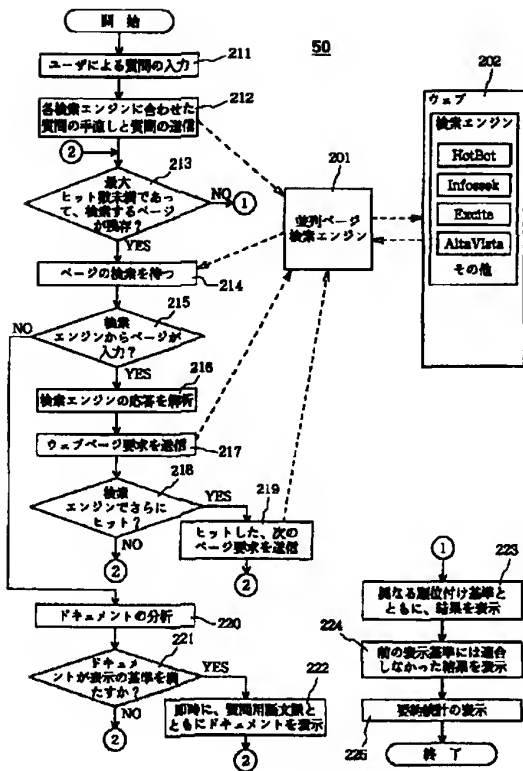 開 始
50
ユーザによる質問の入力
211
各検索エンジンに合わせた
質問の手直しと質問の送信
212
2
213
最大
ヒット数未満であっ
て、検索するページ
が残存?
NO
1
YES
ページの検索を待つ
214
215
検索
エンジンからページが
入力?
NO
YES
216
検索エンジンの応答を解析
ウェブページ要求を送信
217
218
検索
エンジンでさらに
ヒット?
YES
NO
2
219
ヒットした、次の
ページ要求を送信
2
ドキュメントの分析
220
221
ドキュメ
ントが表示の基準を満
たすか?
YES
NO
2
222
即時に、質問用語文脈と
ともにドキュメントを表示
2
201
並列ページ
検索エンジン
202
ウェブ
検索エンジン
HotBot
Infoseek
Excite
AltaVista
その他
1
223
異なる順位付け基準と
ともに、結果を表示
224
前の表示基準には適合
しなかった結果を表示
要約統計の表示
225
終 了